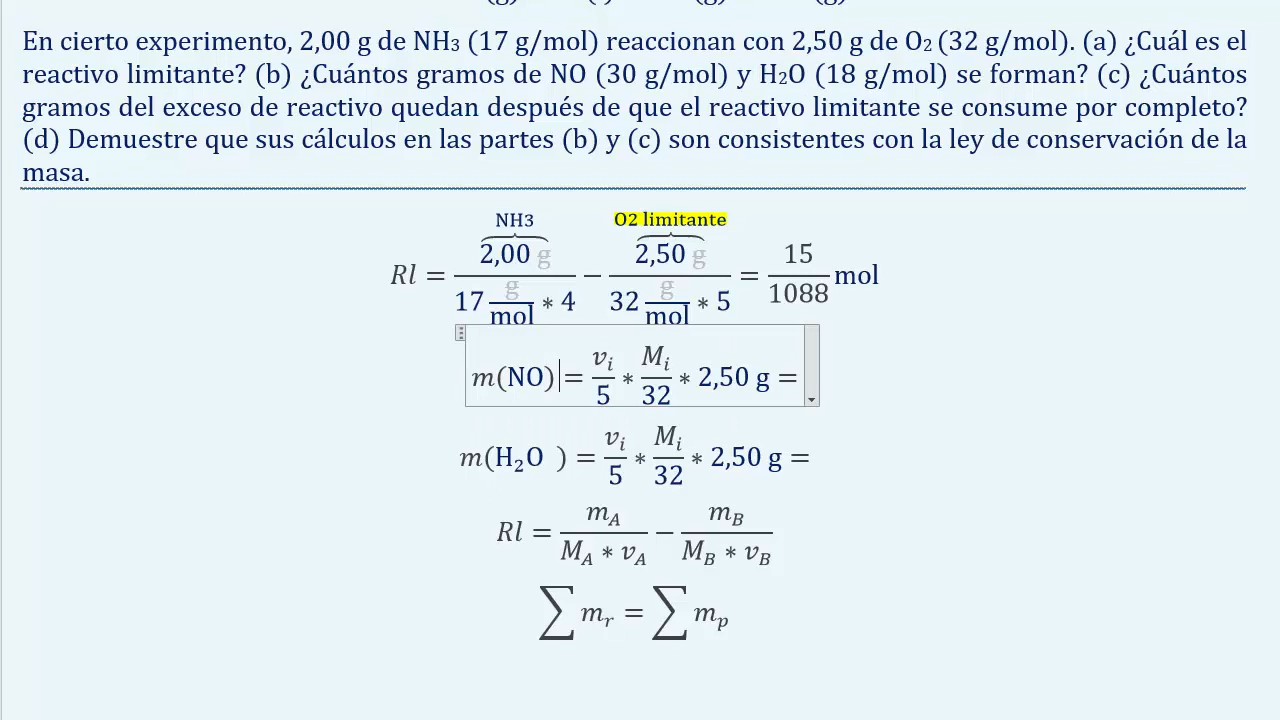 En cierto experimento, 2,00 g de NH₃ (17 g/mol) reaccionan con 2,50 g de O₂ (32 g/mol). (a) ¿Cuál es el
reactivo limitante? (b) ¿Cuántos gramos de NO (30 g/mol) y H₂O (18 g/mol) se forman? (c) ¿Cuántos
gramos del exceso de reactivo quedan después de que el reactivo limitante se consume por completo?
(d) Demuestre que sus cálculos en las partes (b) y (c) son consistentes con la ley de conservación de la
masa.
NH3 O2 limitante
Rl = 2,00 g / (17 g/mol * 4) − 2,50 g / (32 g/mol * 5) = 15/1088 mol
m(NO) = vᵢ/5 * Mᵢ/32 * 2,50 g =
m(H₂O ) = vᵢ/5 * Mᵢ/32 * 2,50 g =
Rl = m_A / (M_A * v_A) − m_B / (M_B * v_B)
∑ m_r = ∑ m_p